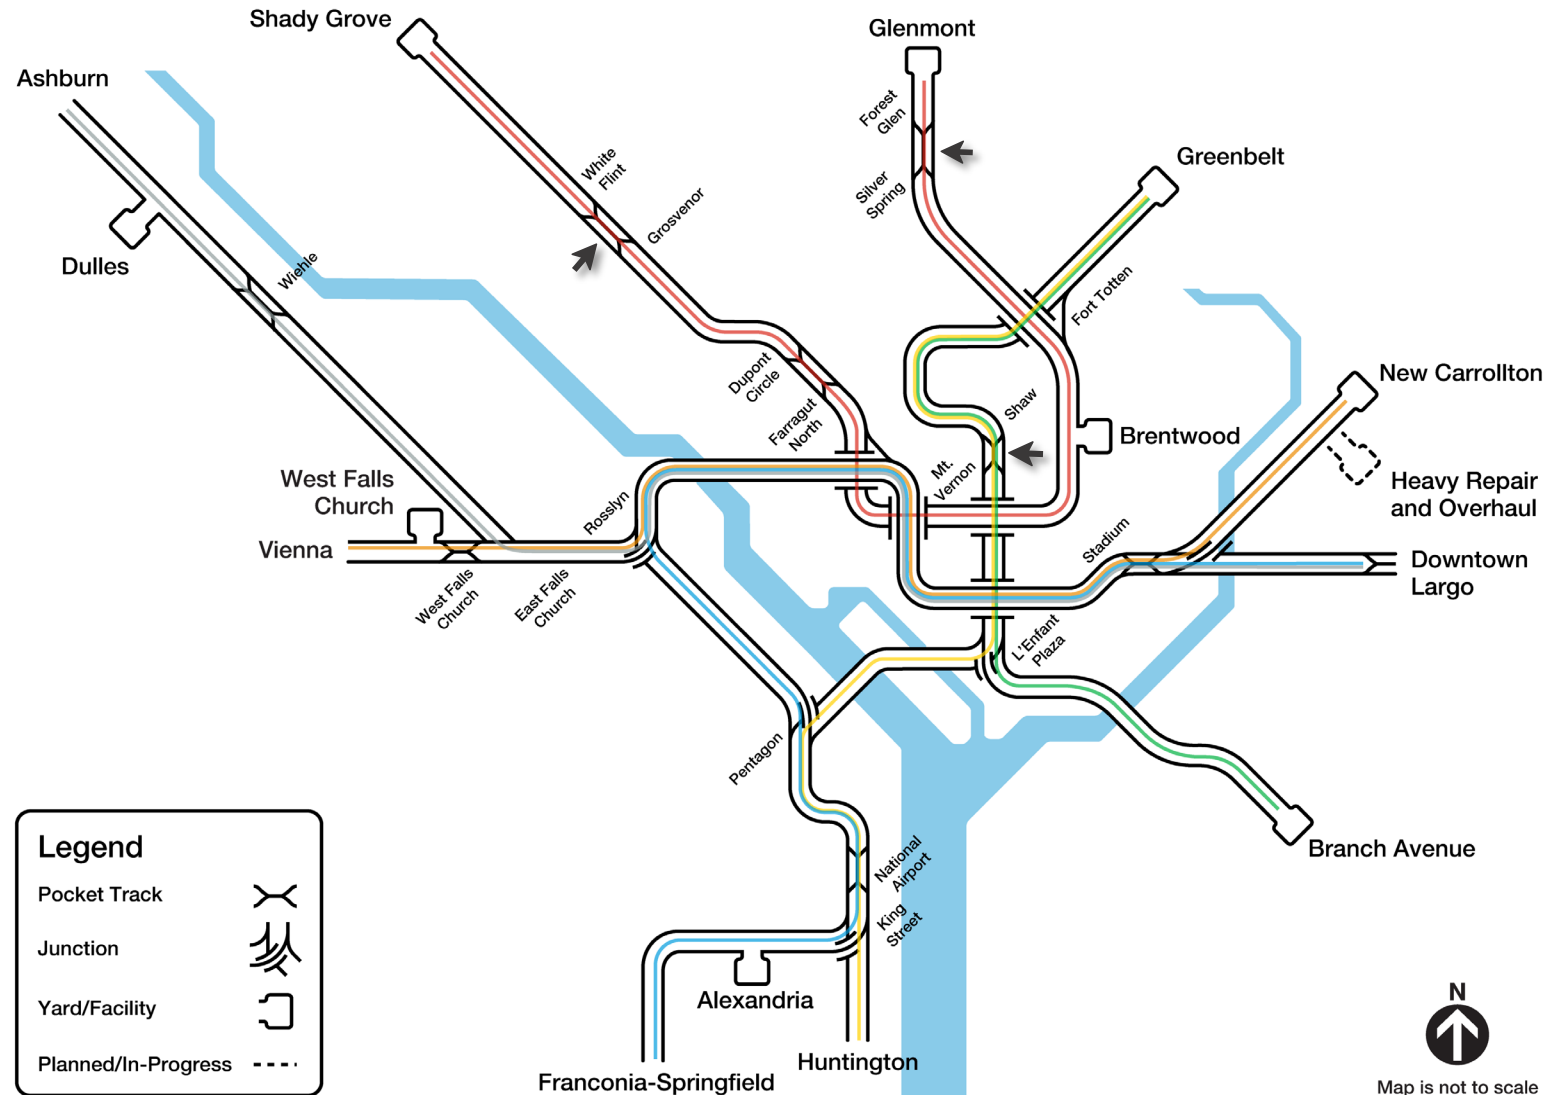 Shady Grove
Glenmont
Ashburn
Forest
Glen
White
Flint
Greenbelt
Silver
Spring
Grosvenor
Dulles
Wiehle
Fort Totten
Dupont
Circle
Shaw
New Carrollton
Farragut
North
Brentwood
Mt.
Vernon
West Falls
Church
Heavy Repair
and Overhaul
Rosslyn
Stadium
Vienna
Downtown
Largo
West Falls
Church
East Falls
Church
L'Enfant
Plaza
Pentagon
National
Airport
Branch Avenue
King
Street
Alexandria
Huntington
Franconia-Springfield
Legend
Pocket Track
Junction
Yard/Facility
Planned/In-Progress
N
Map is not to scale